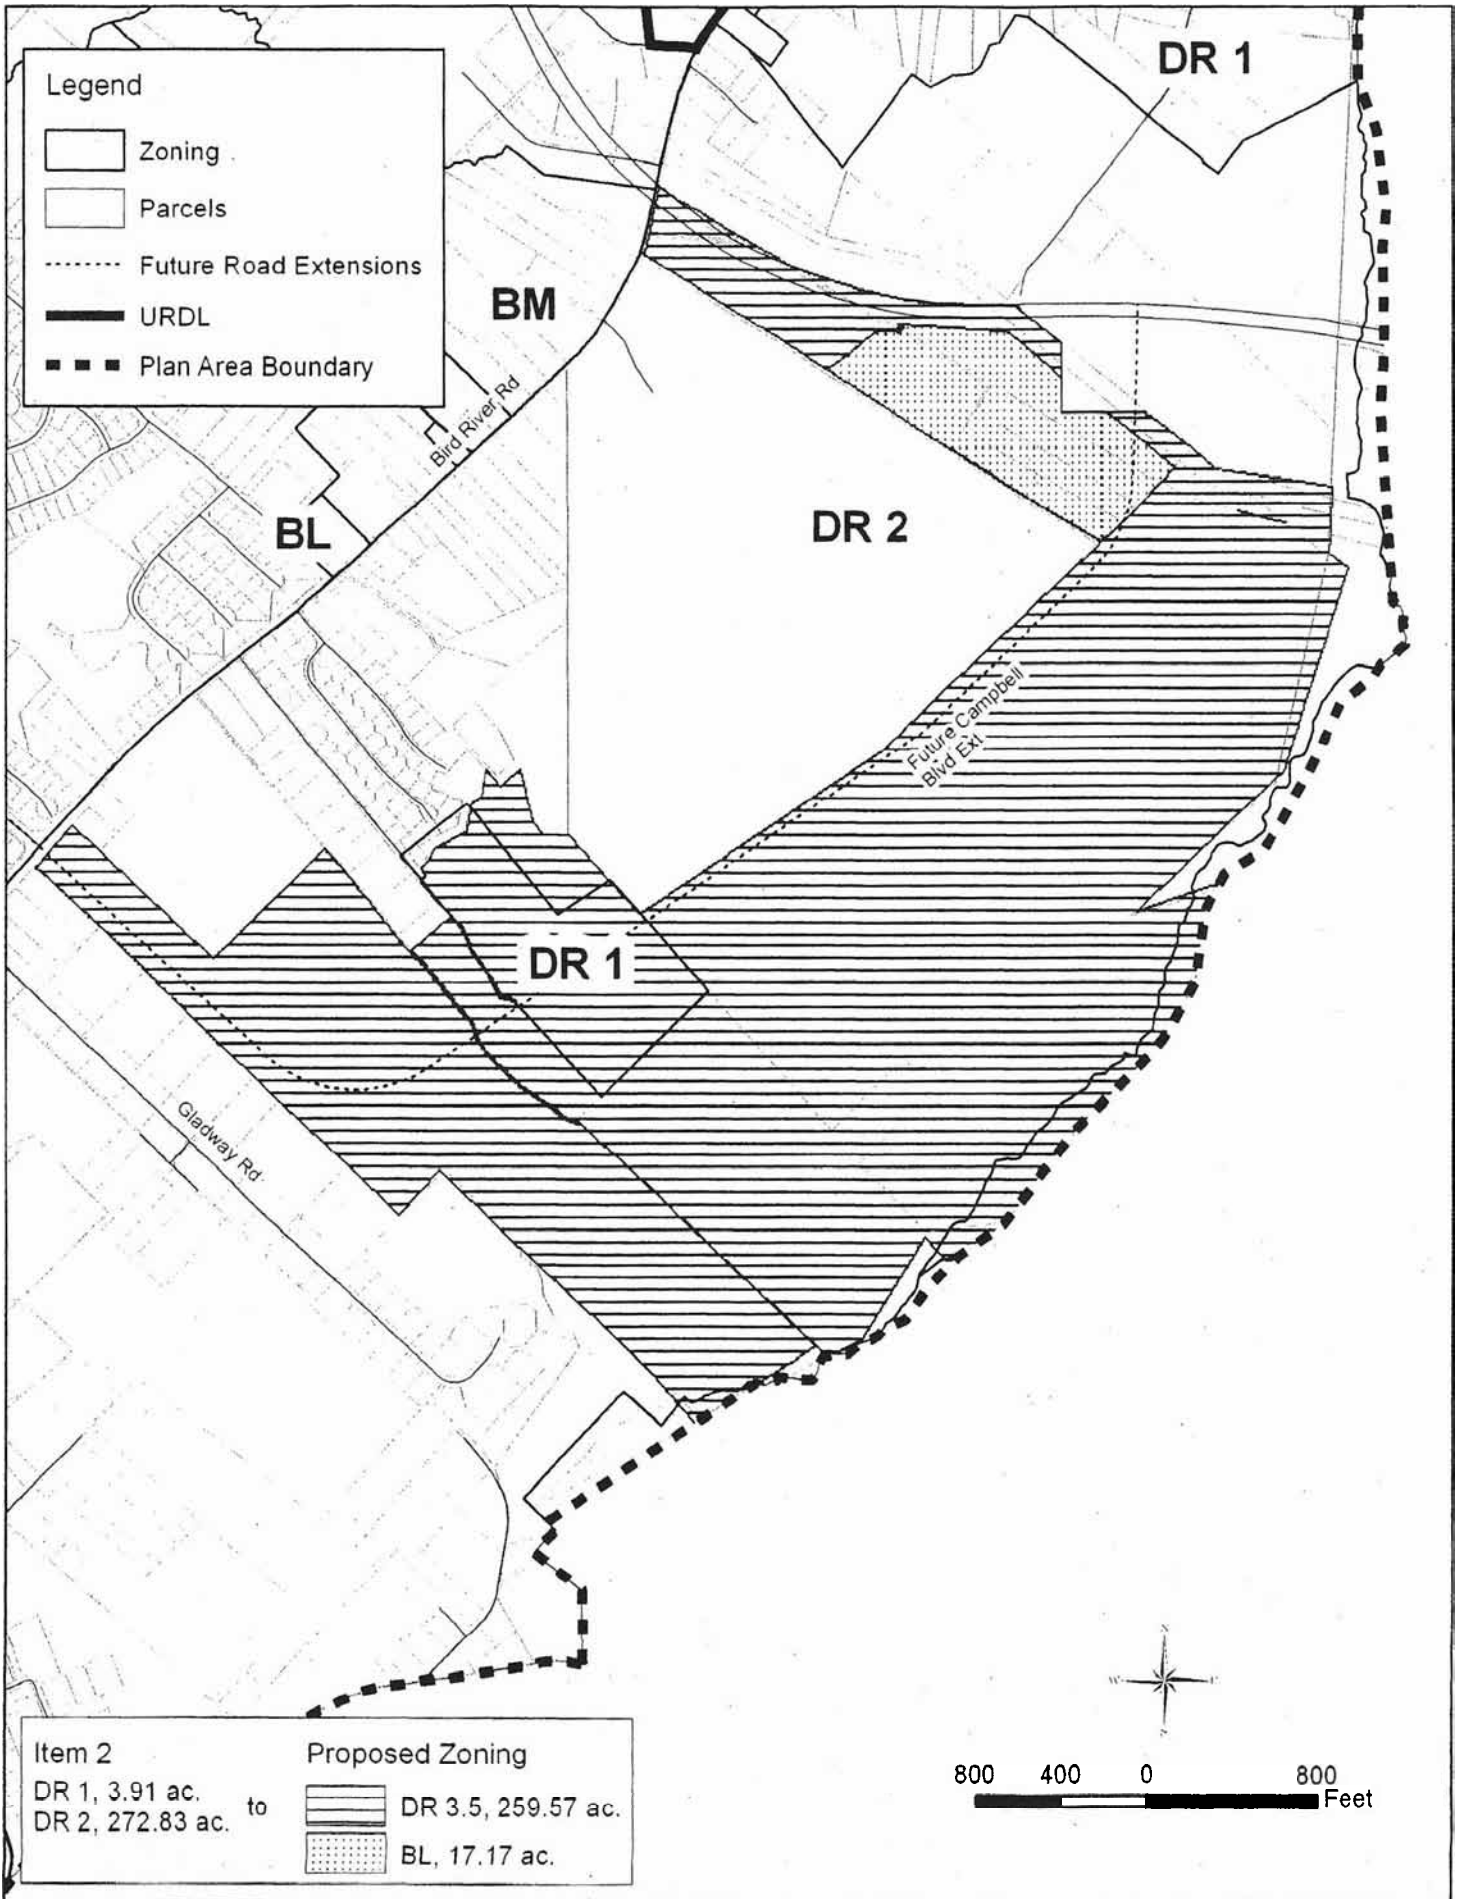 DR 1
Legend
Zoning
Parcels
Future Road Extensions
URDL
Plan Area Boundary
BM
Bird River Rd
BL
DR 2
Future Campbell
Blvd Ext
DR 1
Gladway Rd
N
W
E
S
Item 2
DR 1, 3.91 ac.
DR 2, 272.83 ac.
to
Proposed Zoning
DR 3.5, 259.57 ac.
BL, 17.17 ac.
800 400 0 800
Feet